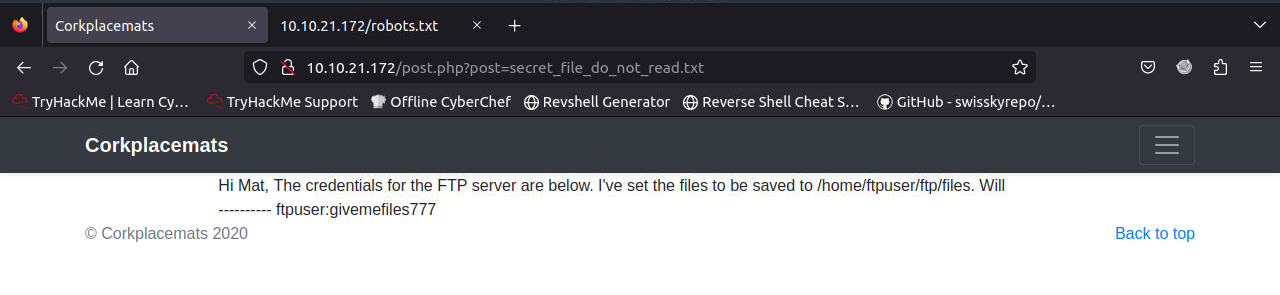 Corkplacemats
10.10.21.172/robots.txt
10.10.21.172/post.php?post=secret_file_do_not_read.txt
TryHackMe | Learn Cy… TryHackMe Support Offline CyberChef Revshell Generator Reverse Shell Cheat S… GitHub - swisskyrepo/…
Corkplacemats
Hi Mat, The credentials for the FTP server are below. I've set the files to be saved to /home/ftpuser/ftp/files. Will
---------- ftpuser:givemefiles777
© Corkplacemats 2020
Back to top